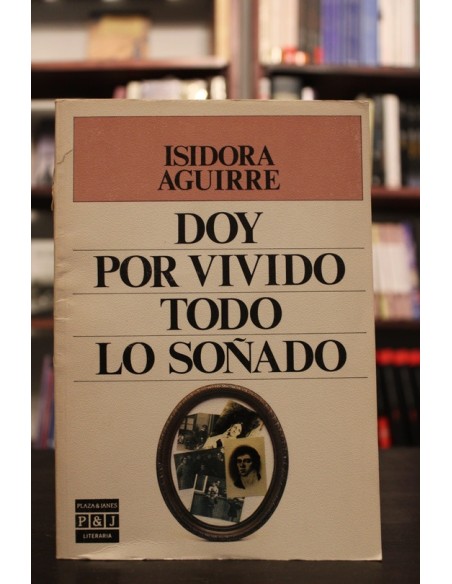 ISIDORA
AGUIRRE
DOY
POR VIVIDO
TODO
LO SOÑADO
PLAZA & JANES
P & J
LITERARIA